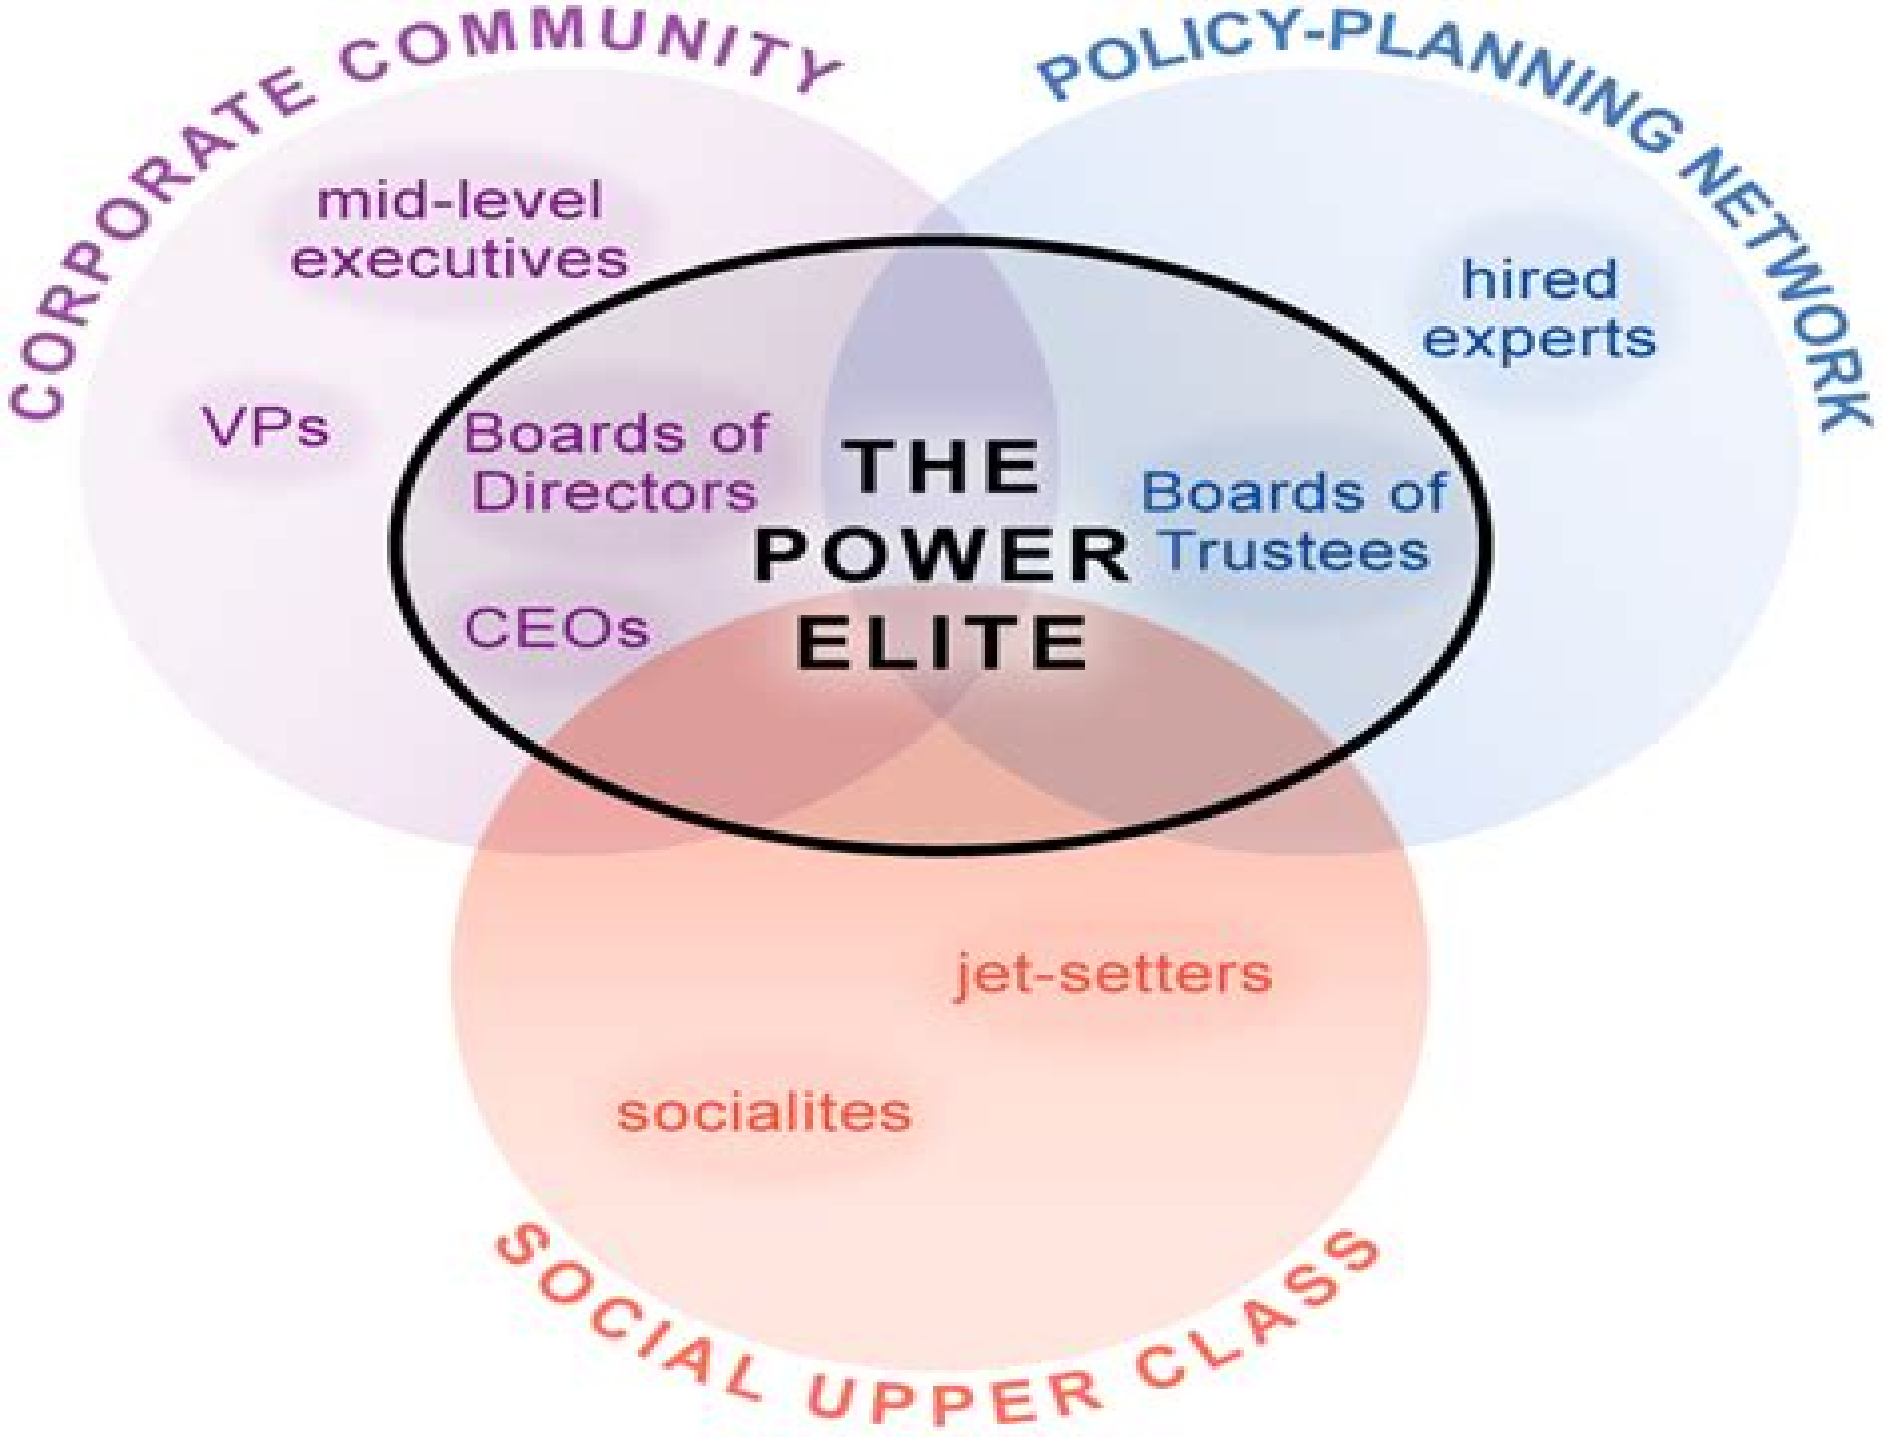 CORPORATE COMMUNITY
POLICY-PLANNING NETWORK
mid-level
executives
hired
experts
VPs
Boards of
Directors
CEOs
THE
POWER
ELITE
Boards of
Trustees
jet-setters
socialites
SOCIAL UPPER CLASS